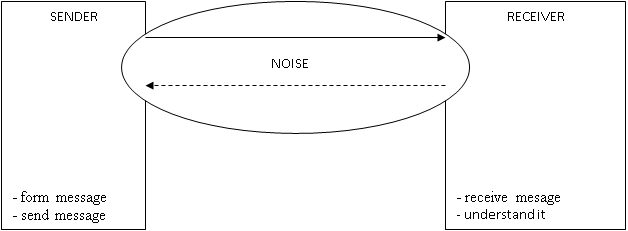 SENDER
RECEIVER
NOISE
- form message
- send message
- receive mesage
- understand it